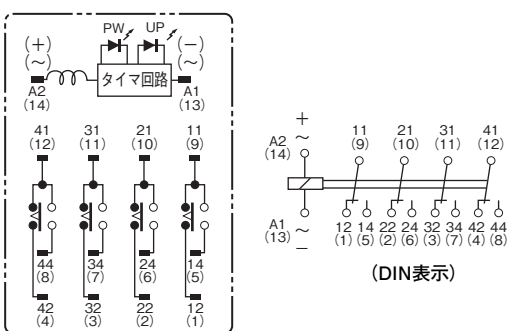 PW UP
(+) (−)
(~) (~)
タイマ回路
A2 A1
(14) (13)
41 31 21 11
(12) (11) (10) (9)
44 34 24 14
(8) (7) (6) (5)
42 32 22 12
(4) (3) (2) (1)
+
A2 ~
(14)
11 21 31 41
(9) (10) (11) (12)
A1 ~
(13)
−
12 14 22 24 32 34 42 44
(1) (5) (2) (6) (3) (7) (4) (8)
(DIN表示)